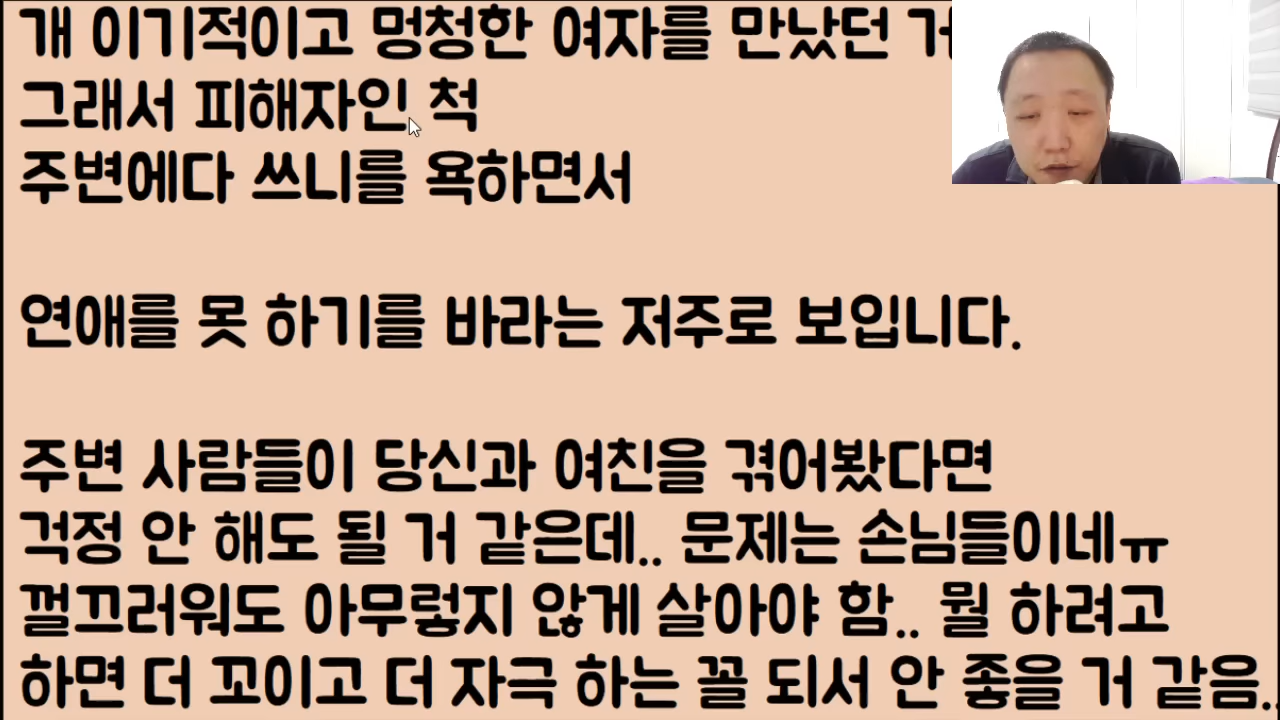 개 이기적이고 멍청한 여자를 만났던
그래서 피해자인 척
주변에다 쓰니를 욕하면서
연애를 못 하기를 바라는 저주로 보입니다.
주변 사람들이 당신과 여친을 겪어봤다면
걱정 안 해도 될 거 같은데.. 문제는 손님들이네ㅠ
껄끄러워도 아무렇지 않게 살아야 함.. 뭘 하려고
하면 더 꼬이고 더 자극 하는 꼴 되서 안 좋을 거 같음..